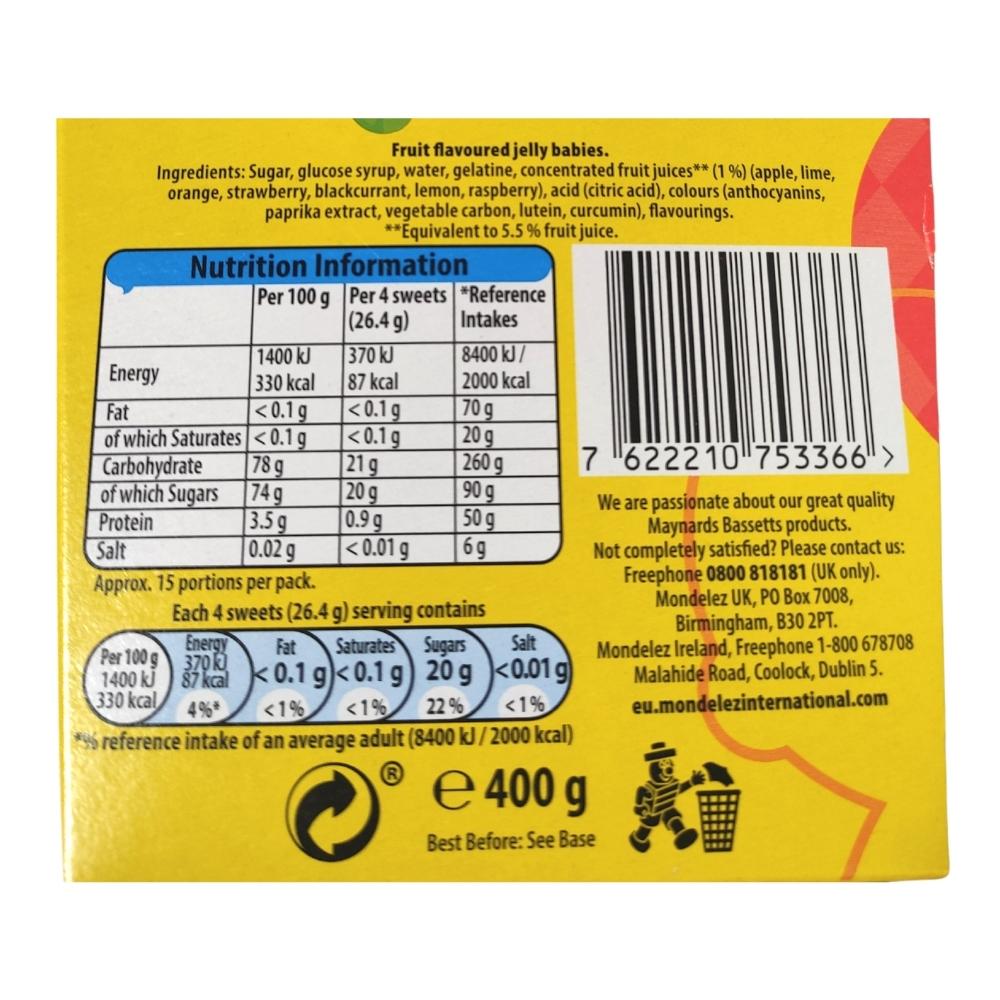 Fruit flavoured jelly babies.
Ingredients: Sugar, glucose syrup, water, gelatine, concentrated fruit juices** (1 %) (apple, lime,
orange, strawberry, blackcurrant, lemon, raspberry), acid (citric acid), colours (anthocyanins,
paprika extract, vegetable carbon, lutein, curcumin), flavourings.
**Equivalent to 5.5 % fruit juice.
Nutrition Information
Per 100 g Per 4 sweets (26.4 g) *Reference Intakes
Energy 1400 kJ 330 kcal 370 kJ 87 kcal 8400 kJ / 2000 kcal
Fat < 0.1 g < 0.1 g 70 g
of which Saturates < 0.1 g < 0.1 g 20 g
Carbohydrate 78 g 21 g 260 g
of which Sugars 74 g 20 g 90 g
Protein 3.5 g 0.9 g 50 g
Salt 0.02 g < 0.01 g 6 g
Approx. 15 portions per pack.
Each 4 sweets (26.4 g) serving contains
Per 100 g 1400 kJ 330 kcal
Energy 370 kJ 87 kcal 4%*
Fat < 0.1 g <1%
Saturates < 0.1 g <1%
Sugars 20 g 22%
Salt <0.01 g <1%
*% reference intake of an average adult (8400 kJ / 2000 kcal)
®
e 400 g
Best Before: See Base
7 622210 753366 >
We are passionate about our great quality
Maynards Bassetts products.
Not completely satisfied? Please contact us:
Freephone 0800 818181 (UK only).
Mondelez UK, PO Box 7008,
Birmingham, B30 2PT.
Mondelez Ireland, Freephone 1-800 678708
Malahide Road, Coolock, Dublin 5.
eu.mondelezinternational.com